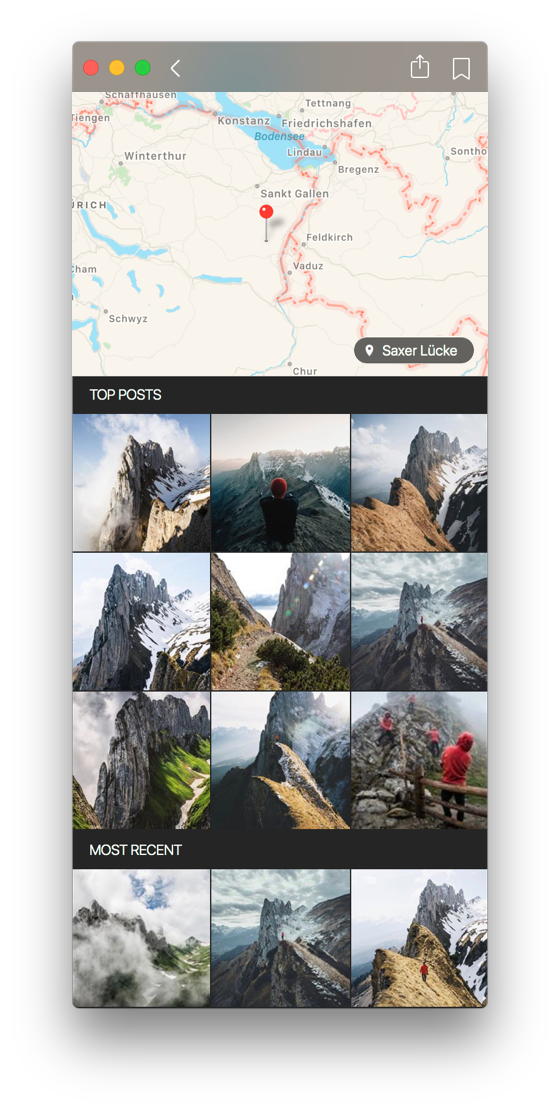 Schaffhausen
Tettnang
Tiengen
Konstanz
Friedrichshafen
Bodensee
Lindau
Sontho
Winterthur
Bregenz
Sankt Gallen
ÜRICH
Feldkirch
Cham
Vaduz
Schwyz
Saxer Lücke
Chur
TOP POSTS
MOST RECENT